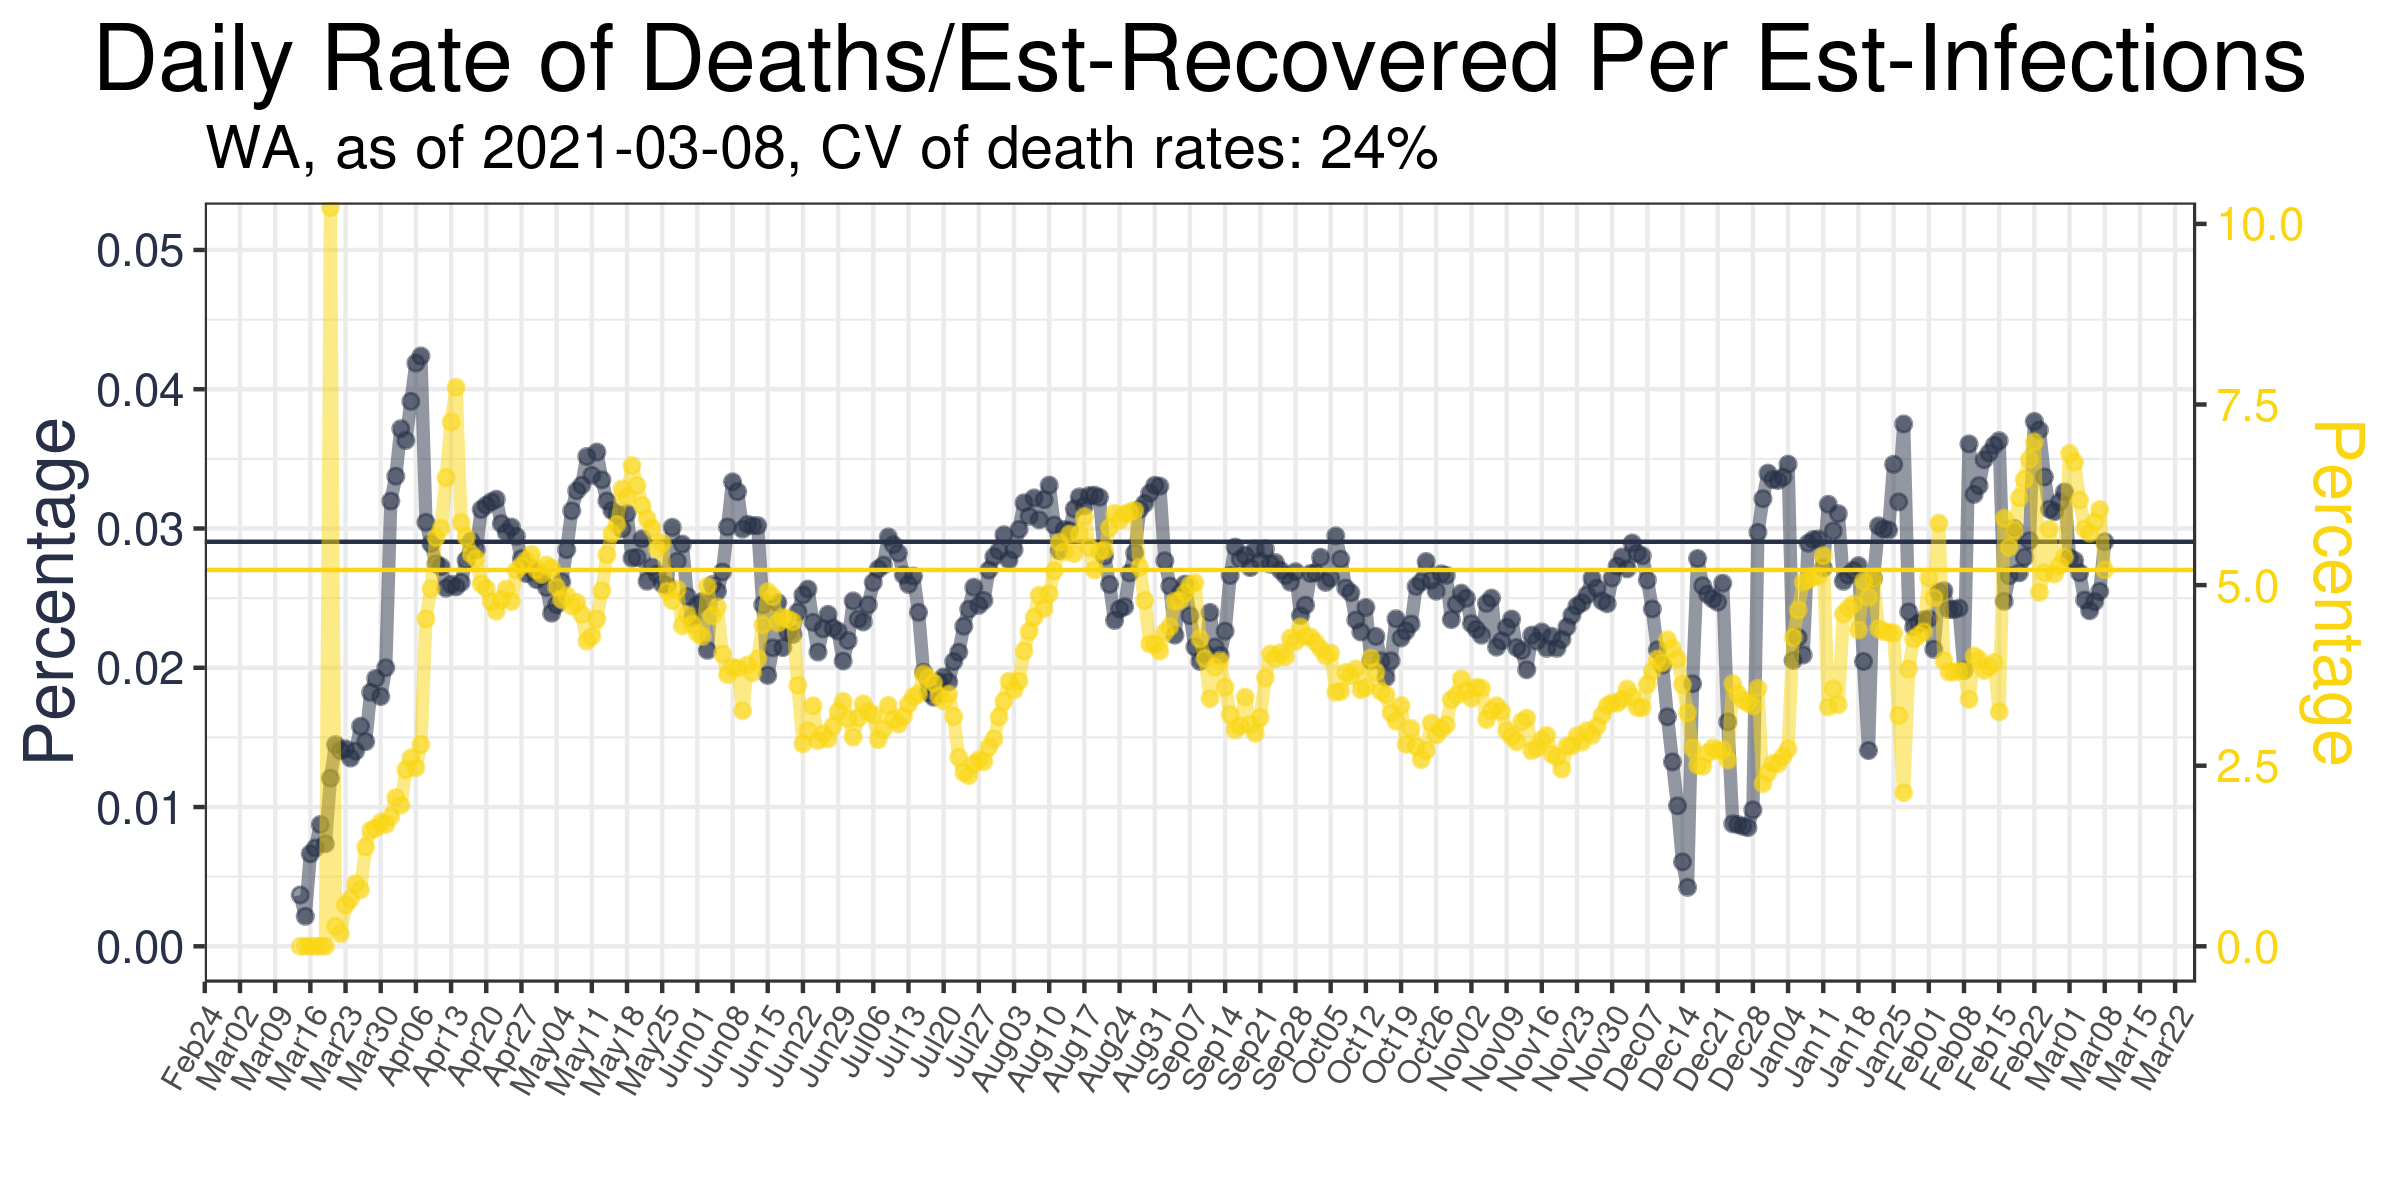 Daily Rate of Deaths/Est-Recovered Per Est-Infections
WA, as of 2021-03-08, CV of death rates: 24%
Percentage
0.05
0.04
0.03
0.02
0.01
0.00
10.0
7.5
5.0
2.5
0.0
Percentage
Feb24
Mar02
Mar09
Mar16
Mar23
Mar30
Apr06
Apr13
Apr20
Apr27
May04
May11
May18
May25
Jun01
Jun08
Jun15
Jun22
Jun29
Jul06
Jul13
Jul20
Jul27
Aug03
Aug10
Aug17
Aug24
Aug31
Sep07
Sep14
Sep21
Sep28
Oct05
Oct12
Oct19
Oct26
Nov02
Nov09
Nov16
Nov23
Nov30
Dec07
Dec14
Dec21
Dec28
Jan04
Jan11
Jan18
Jan25
Feb01
Feb08
Feb15
Feb22
Mar01
Mar08
Mar15
Mar22